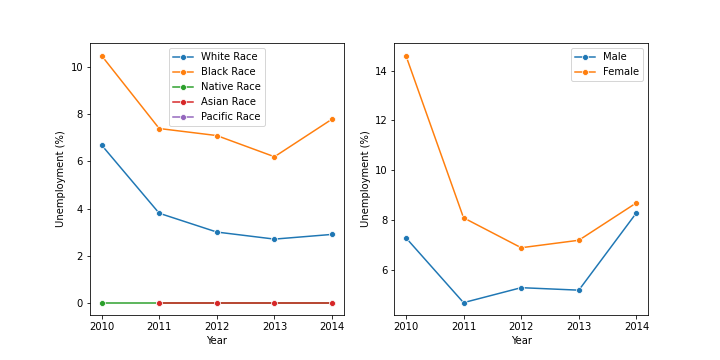 White Race
Black Race
Native Race
Asian Race
Pacific Race
10
8
6
4
2
0
Unemployment (%)
2010 2011 2012 2013 2014
Year
Male
Female
14
12
10
8
6
Unemployment (%)
2010 2011 2012 2013 2014
Year